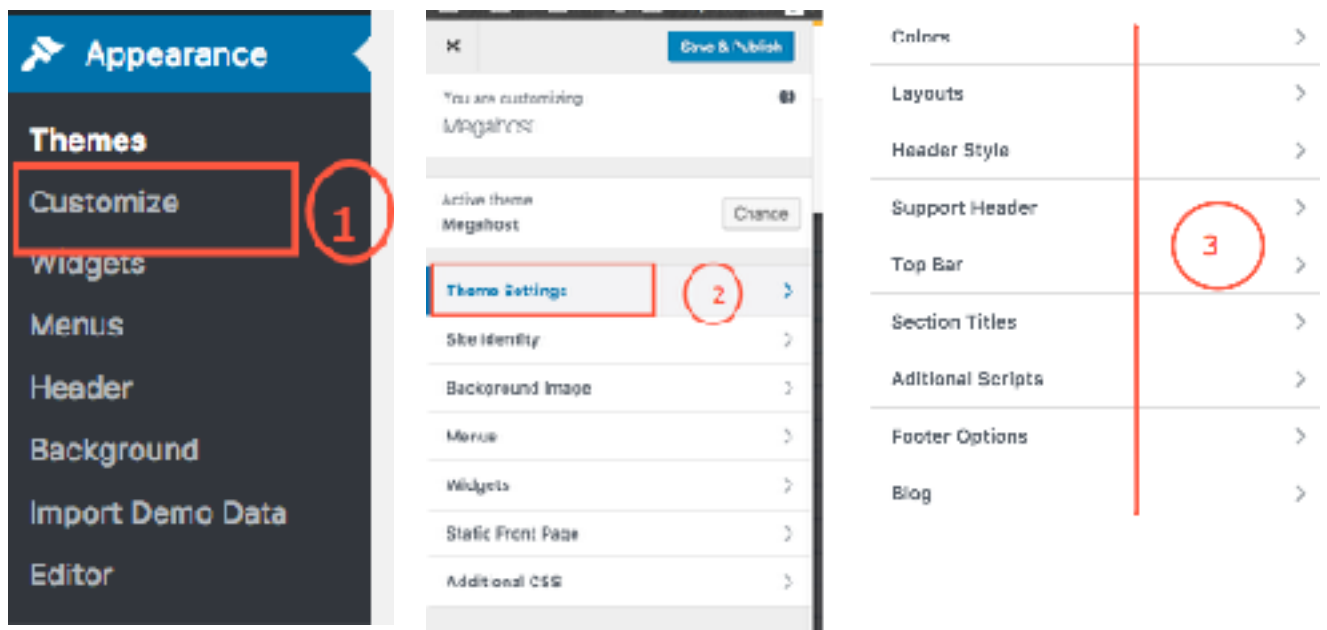 Appearance
Themes
Customize
1
Widgets
Menus
Header
Background
Import Demo Data
Editor
Save & Publish
You are customizing
Megahost
Active theme
Megahost
Change
Theme Settings
2
Site Identity
Background Image
Menus
Widgets
Static Front Page
Additional CSS
Colors
Layouts
Header Style
Support Header
3
Top Bar
Section Titles
Aditional Scripts
Footer Options
Blog